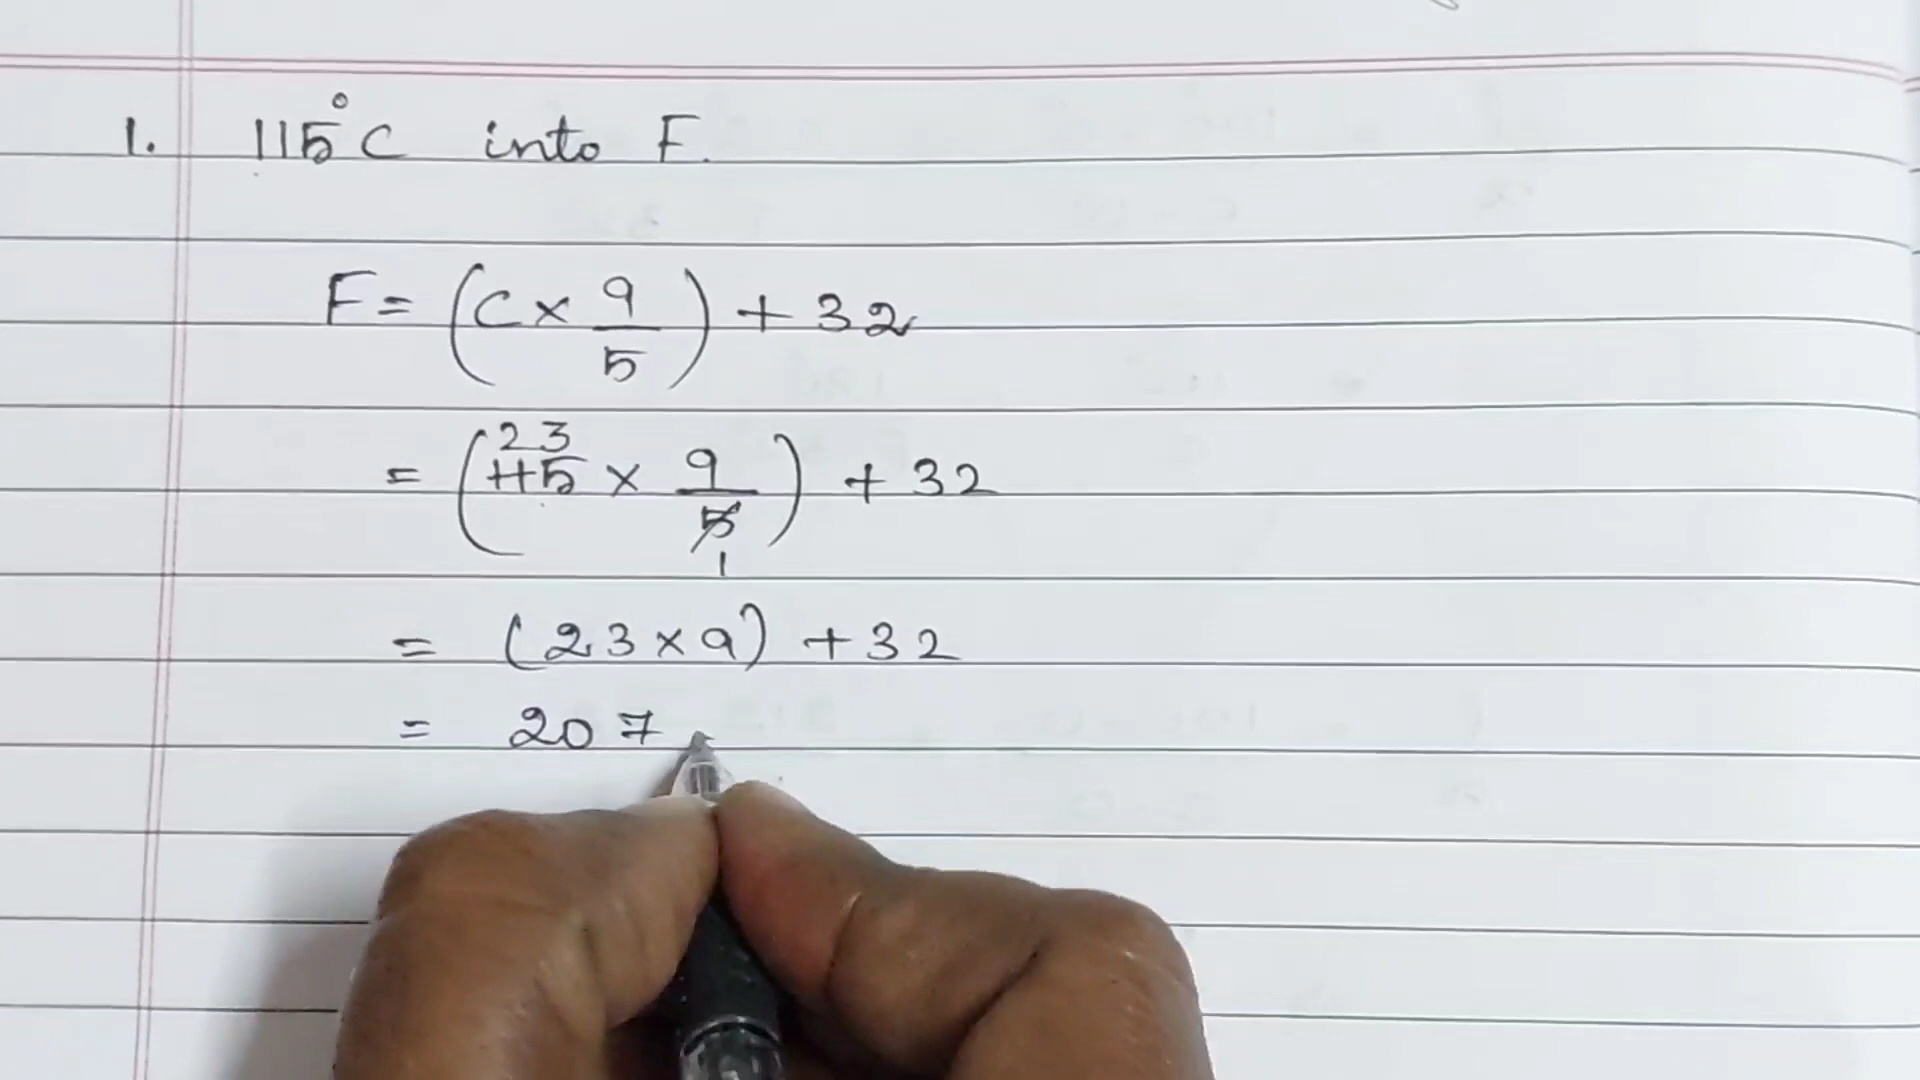 1. 115°C into F.
F = (C × 9/5) + 32
= (115 23 × 9/5 1) + 32
= (23 × 9) + 32
= 207